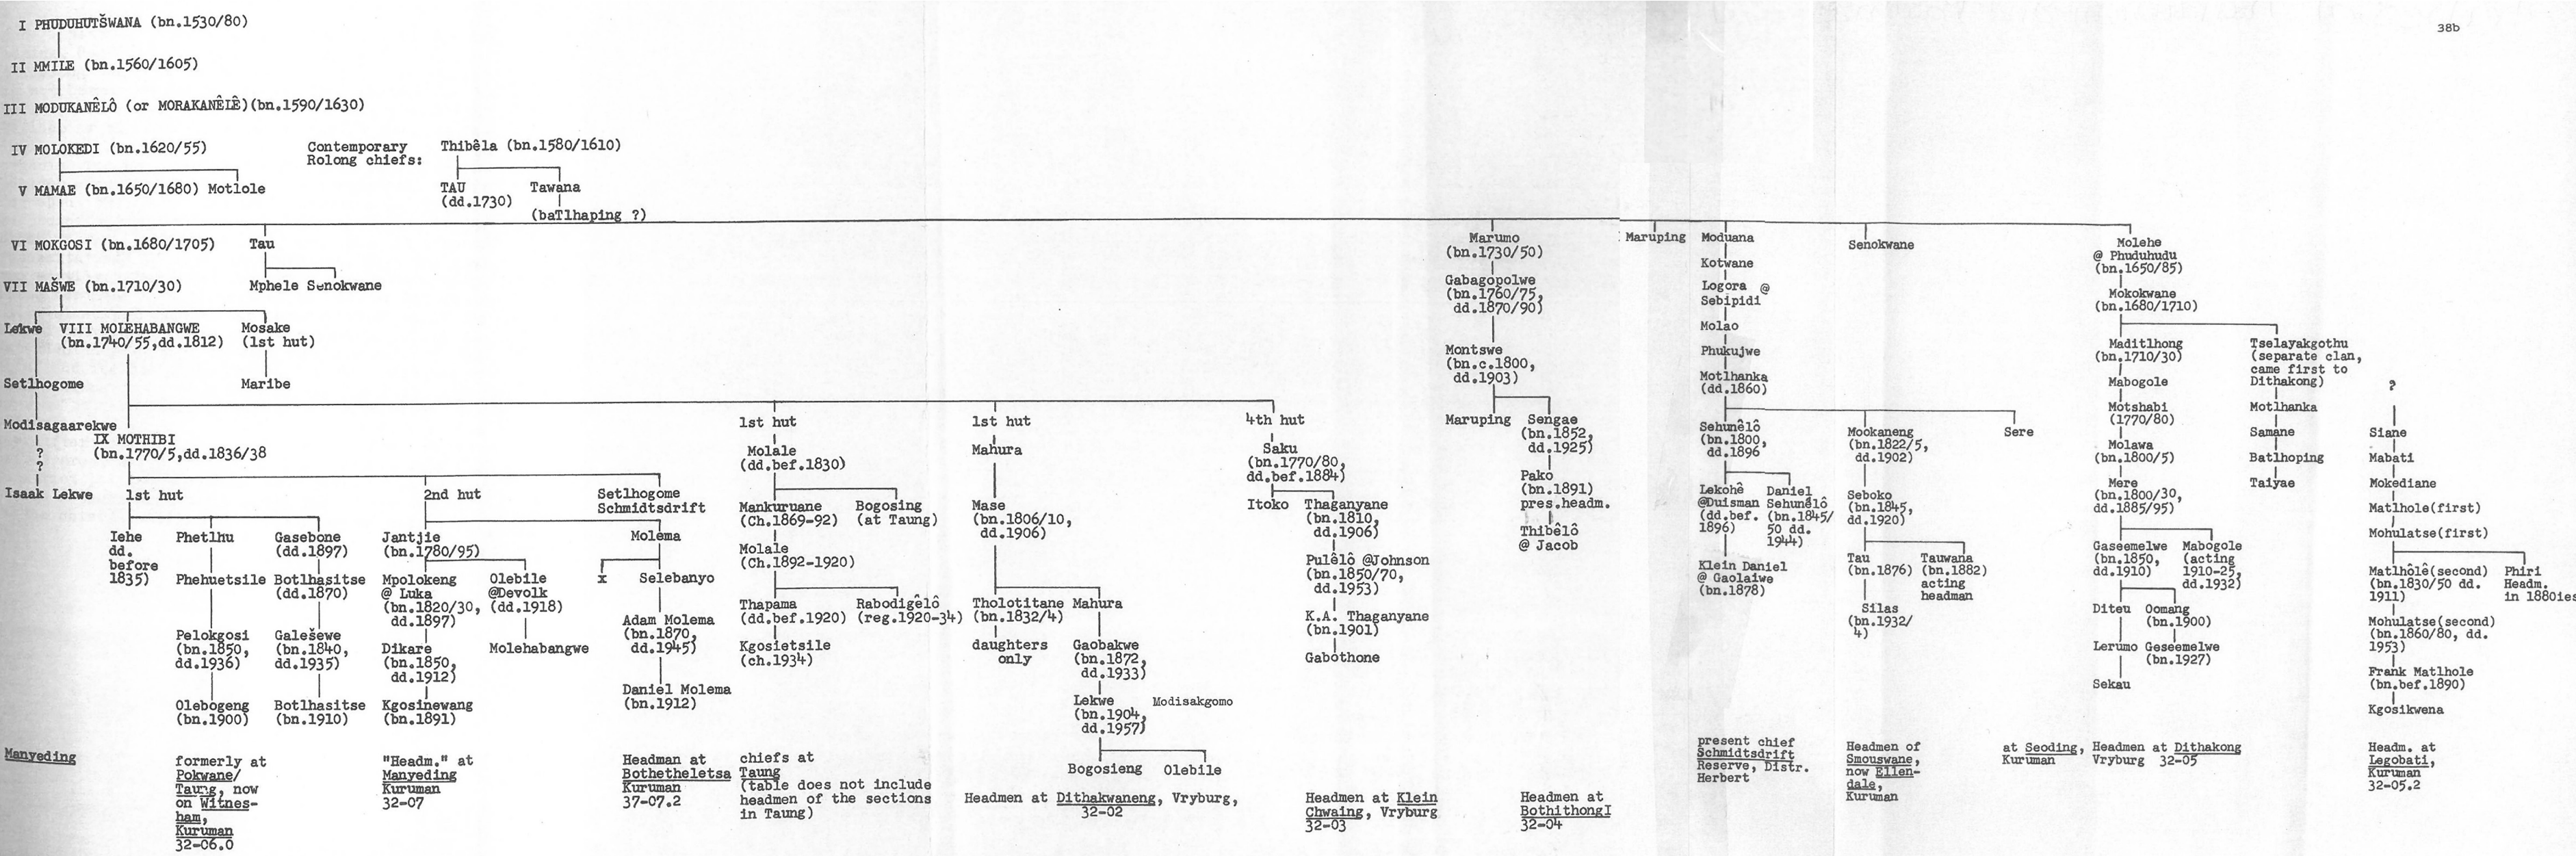 38b
I PHUDUHUTŠWANA (bn.1530/80)
II MMILE (bn.1560/1605)
III MODUKANÊLÔ (or MORAKANÊLÊ)(bn.1590/1630)
IV MOLOKEDI (bn.1620/55)
Contemporary
Rolong chiefs:
Thibêla (bn.1580/1610)
V MAMAE (bn.1650/1680) Motlole
TAU
(dd.1730)
Tawana
(baTlhaping ?)
VI MOKGOSI (bn.1680/1705)
Tau
VII MAŠWE (bn.1710/30)
Mphele Senokwane
Lekwe
VIII MOLEHABANGWE
(bn.1740/55,dd.1812)
Mosake
(1st hut)
Setlhogome
Maribe
Modisagaarekwe
?
?
Isaak Lekwe
IX MOTHIBI
(bn.1770/5,dd.1836/38
1st hut
2nd hut
Setlhogome
Schmidtsdrift
Iehe
dd.
before
1835)
Phetlhu
Phehuetsile
Pelokgosi
(bn.1850,
dd.1936)
Olebogeng
(bn.1900)
Gasebone
(dd.1897)
Botlhasitse
(dd.1870)
Galešewe
(bn.1840,
dd.1935)
Botlhasitse
(bn.1910)
Jantjie
(bn.1780/95)
Mpolokeng
@ Luka
(bn.1820/30,
dd.1897)
Dikare
(bn.1850,
dd.1912)
Kgosinewang
(bn.1891)
Olebile
@Devolk
(dd.1918)
Molehabangwe
Molema
x
Selebanyo
Adam Molema
(bn.1870,
dd.1945)
Daniel Molema
(bn.1912)
1st hut
Molale
(dd.bef.1830)
Mankuruane
(Ch.1869-92)
Bogosing
(at Taung)
Molale
(Ch.1892-1920)
Thapama
(dd.bef.1920)
Rabodigêlô
(reg.1920-34)
Kgosietsile
(ch.1934)
1st hut
Mahura
Mase
(bn.1806/10,
dd.1906)
Tholotitane
(bn.1832/4)
daughters
only
Mahura
Gaobakwe
(bn.1872,
dd.1933)
Lekwe
(bn.1904,
dd.1957)
Modisakgomo
Bogosieng
Olebile
4th hut
Saku
(bn.1770/80,
dd.bef.1884)
Itoko
Thaganyane
(bn.1810,
dd.1906)
Pulêlô @Johnson
(bn.1850/70,
dd.1953)
K.A. Thaganyane
(bn.1901)
Gabothone
Marumo
(bn.1730/50)
Gabagopolwe
(bn.1760/75,
dd.1870/90)
Montswe
(bn.c.1800,
dd.1903)
Maruping
Sengae
(bn.1852,
dd.1925)
Pako
(bn.1891)
pres.headm.
Thibêlô
@ Jacob
Maruping
Moduana
Kotwane
Logora @
Sebipidi
Molao
Phukujwe
Motlhanka
(dd.1860)
Sehunêlô
(bn.1800,
dd.1896
Lekohê
@Duisman
(dd.bef.
1896)
Daniel
Sehunêlô
(bn.1845/
50 dd.
1944)
Klein Daniel
@ Gaolaiwe
(bn.1878)
Mookaneng
(bn.1822/5,
dd.1902)
Seboko
(bn.1845,
dd.1920)
Tau
(bn.1876)
Silas
(bn.1932/
4)
Tauwana
(bn.1882)
acting
headman
Sere
Senokwane
Molehe
@ Phuduhudu
(bn.1650/85)
Mokokwane
(bn.1680/1710)
Maditlhong
(bn.1710/30)
Mabogole
Motshabi
(1770/80)
Molawa
(bn.1800/5)
Mere
(bn.1800/30,
dd.1885/95)
Gaseemelwe
(bn.1850,
dd.1910)
Mabogole
(acting
1910-25,
dd.1932)
Diteu
Oomang
(bn.1900)
Lerumo
Geseemelwe
(bn.1927)
Sekau
Tselayakgothu
(separate clan,
came first to
Dithakong)
Motlhanka
Samane
Batlhoping
Taiyae
?
Siane
Mabati
Mokediane
Matlhole(first)
Mohulatse(first)
Matlhôlê(second)
(bn.1830/50 dd.
1911)
Phiri
Headm.
in 1880ies
Mohulatse(second)
(bn.1860/80, dd.
1953)
Frank Matlhole
(bn.bef.1890)
Kgosikwena
Manyeding
formerly at
Pokwane/
Taung, now
on Witnes-
ham,
Kuruman
32-06.0
"Headm." at
Manyeding
Kuruman
32-07
Headman at
Bothetheletsa
Kuruman
37-07.2
chiefs at
Taung
(table does not include
headmen of the sections
in Taung)
Headmen at Dithakwaneng, Vryburg,
32-02
Headmen at Klein
Chwaing, Vryburg
32-03
Headmen at
BothithongI
32-04
present chief
Schmidtsdrift
Reserve, Distr.
Herbert
Headmen of
Smouswane,
now Ellen-
dale,
Kuruman
at Seoding,
Kuruman
Headmen at Dithakong
Vryburg 32-05
Headm. at
Legobati,
Kuruman
32-05.2